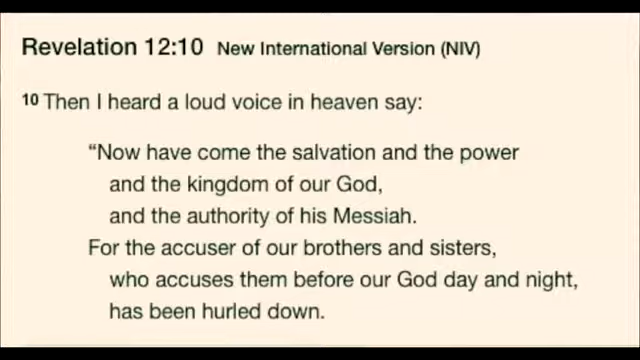 Revelation 12:10 New International Version (NIV)
10 Then I heard a loud voice in heaven say:
“Now have come the salvation and the power
and the kingdom of our God,
and the authority of his Messiah.
For the accuser of our brothers and sisters,
who accuses them before our God day and night,
has been hurled down.